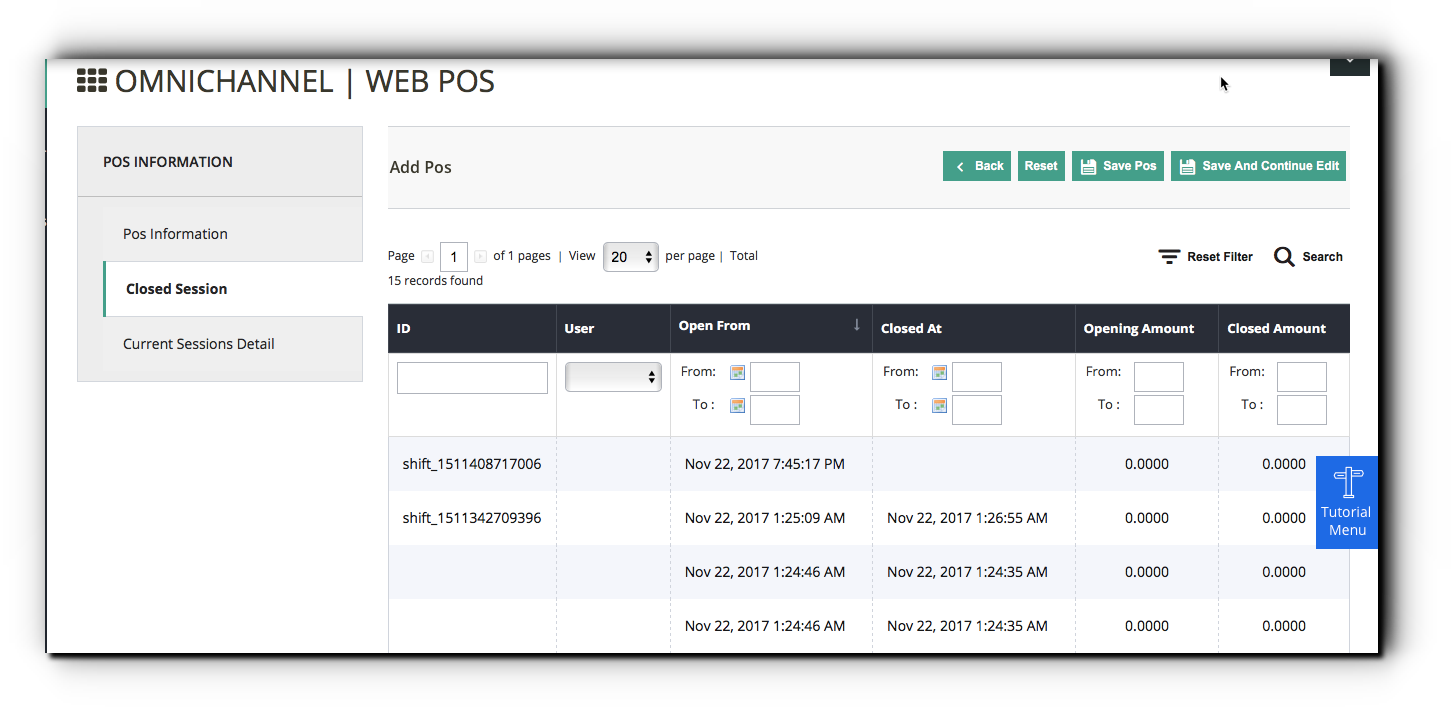 OMNICHANNEL | WEB POS
POS INFORMATION
Pos Information
Closed Session
Current Sessions Detail
Add Pos
Back Reset Save Pos Save And Continue Edit
Page 1 of 1 pages | View 20 per page | Total
15 records found
Reset Filter Search
ID User Open From ↓ Closed At Opening Amount Closed Amount
From: From: From: From:
To : To : To : To :
shift_1511408717006 Nov 22, 2017 7:45:17 PM 0.0000 0.0000
shift_1511342709396 Nov 22, 2017 1:25:09 AM Nov 22, 2017 1:26:55 AM 0.0000 0.0000
Nov 22, 2017 1:24:46 AM Nov 22, 2017 1:24:35 AM 0.0000 0.0000
Nov 22, 2017 1:24:46 AM Nov 22, 2017 1:24:35 AM 0.0000 0.0000
Tutorial
Menu